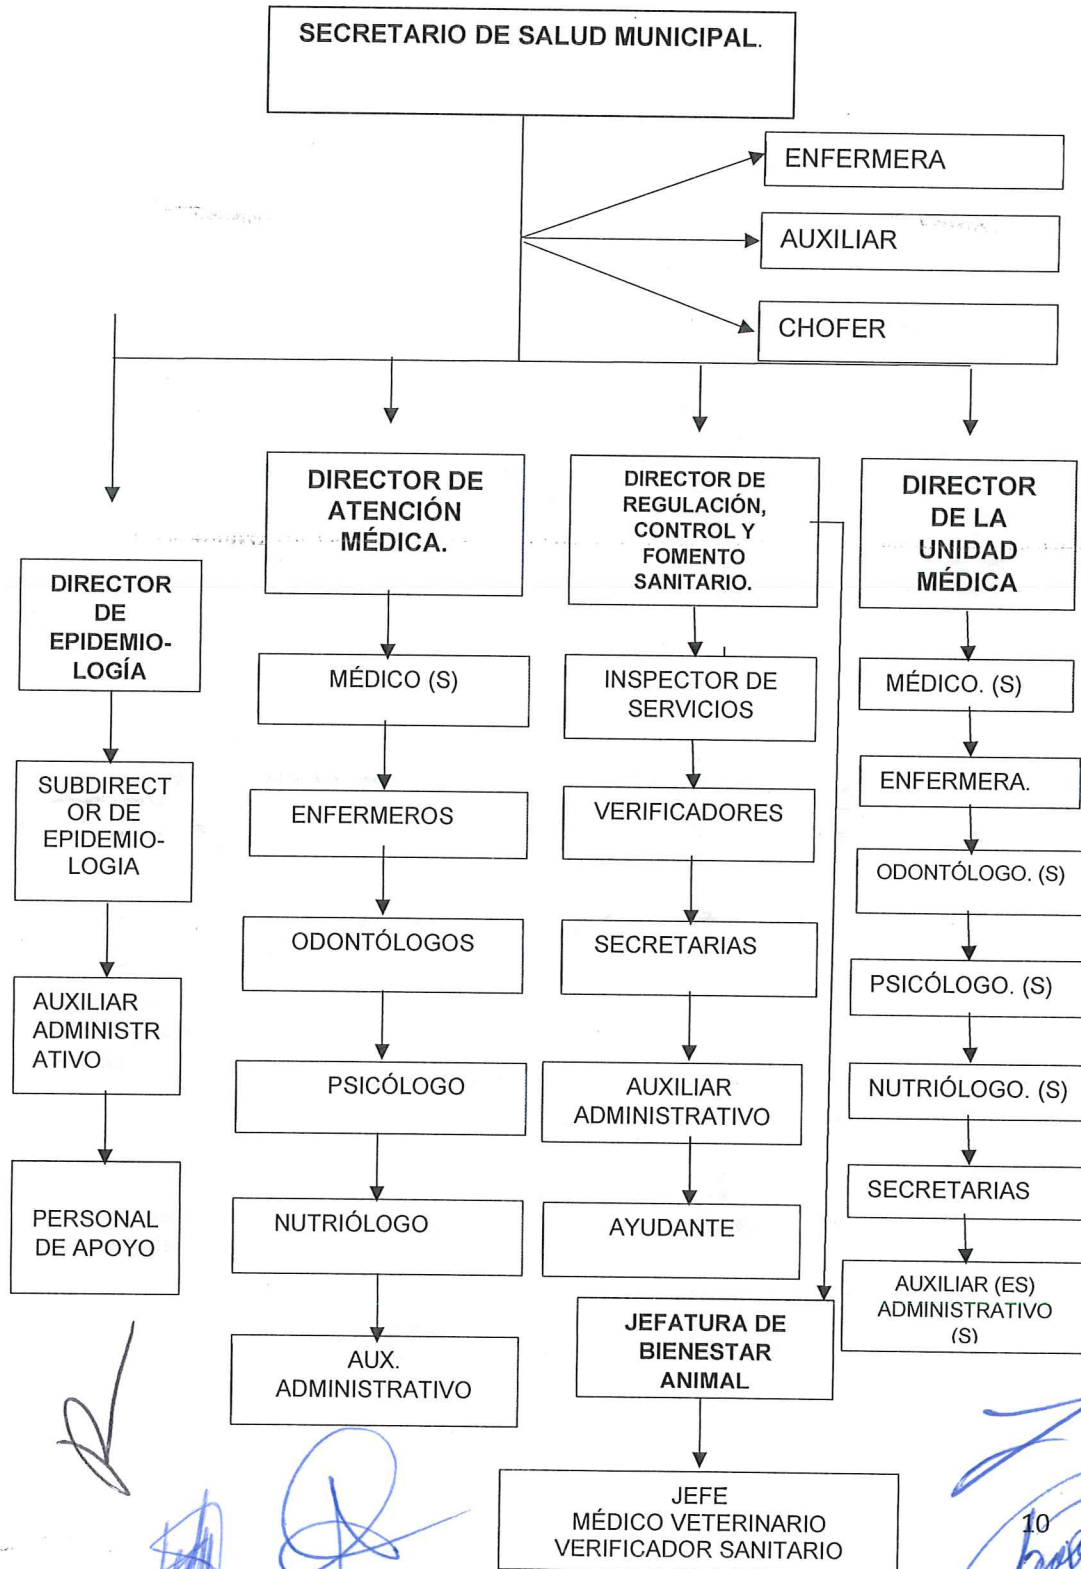 SECRETARIO DE SALUD MUNICIPAL.
ENFERMERA
AUXILIAR
CHOFER
DIRECTOR
DE
EPIDEMIO-
LOGÍA
SUBDIRECT
OR DE
EPIDEMIO-
LOGIA
AUXILIAR
ADMINISTR
ATIVO
PERSONAL
DE APOYO
DIRECTOR DE
ATENCIÓN
MÉDICA.
MÉDICO (S)
ENFERMEROS
ODONTÓLOGOS
PSICÓLOGO
NUTRIÓLOGO
AUX.
ADMINISTRATIVO
DIRECTOR DE
REGULACIÓN,
CONTROL Y
FOMENTO
SANITARIO.
INSPECTOR DE
SERVICIOS
VERIFICADORES
SECRETARIAS
AUXILIAR
ADMINISTRATIVO
AYUDANTE
JEFATURA DE
BIENESTAR
ANIMAL
JEFE
MÉDICO VETERINARIO
VERIFICADOR SANITARIO
DIRECTOR
DE LA
UNIDAD
MÉDICA
MÉDICO. (S)
ENFERMERA.
ODONTÓLOGO. (S)
PSICÓLOGO. (S)
NUTRIÓLOGO. (S)
SECRETARIAS
AUXILIAR (ES)
ADMINISTRATIVO
(S)
10